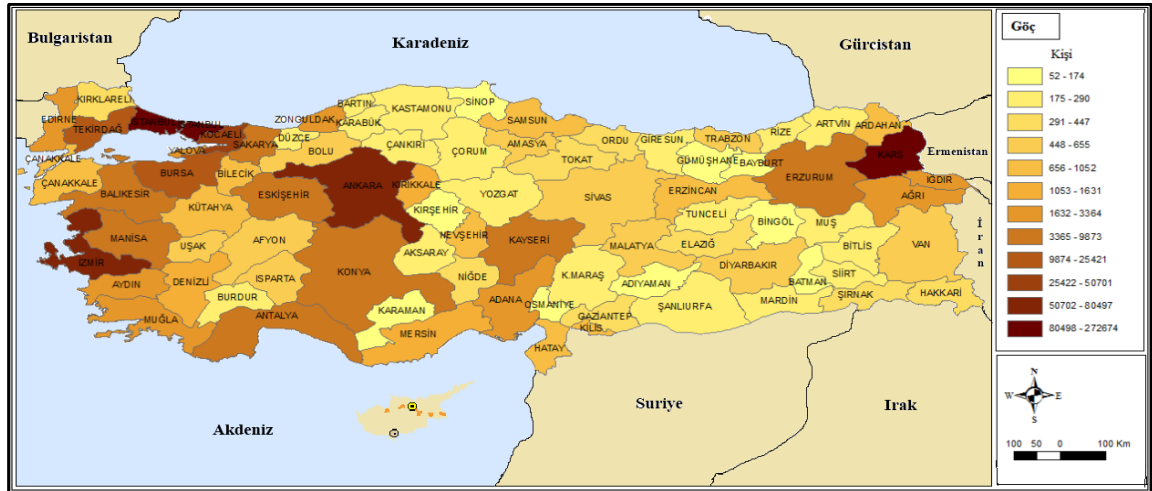 Bulgaristan
Karadeniz
Gürcistan
Göç
Kişi
52 - 174
175 - 290
291 - 447
448 - 655
656 - 1052
1053 - 1631
1632 - 3364
3365 - 9873
9874 - 25421
25422 - 50701
50702 - 80497
80498 - 272674
KIRKLARELİ
EDİRNE
TEKİRDAĞ
İSTANBUL
İSTANBUL
KOCAELİ
YALOVA
SAKARYA
DÜZCE
ZONGULDAK
BARTIN
KARABÜK
KASTAMONU
SİNOP
SAMSUN
ORDU
GİRESUN
TRABZON
RİZE
ARTVİN
ARDAHAN
KARS
Ermenistan
ÇANAKKALE
ÇANAKKALE
BURSA
BİLECİK
BOLU
ÇANKIRI
ÇORUM
AMASYA
TOKAT
GÜMÜŞHANE
BAYBURT
ERZURUM
IĞDIR
AĞRI
BALIKESİR
ESKİŞEHİR
ANKARA
KIRIKKALE
YOZGAT
SİVAS
ERZİNCAN
KÜTAHYA
KIRŞEHİR
TUNCELİ
BİNGÖL
MUŞ
İran
MANİSA
UŞAK
AFYON
NEVŞEHİR
KAYSERİ
MALATYA
ELAZIĞ
BİTLİS
VAN
İZMİR
AKSARAY
DİYARBAKIR
AYDIN
DENİZLİ
ISPARTA
KONYA
NİĞDE
K.MARAŞ
ADIYAMAN
BATMAN
SİİRT
BURDUR
MARDİN
ŞIRNAK
HAKKARİ
MUĞLA
ANTALYA
KARAMAN
ADANA
OSMANİYE
GAZİANTEP
ŞANLIURFA
MERSİN
KİLİS
HATAY
Akdeniz
Suriye
Irak
N
W
E
S
100 50 0 100 Km